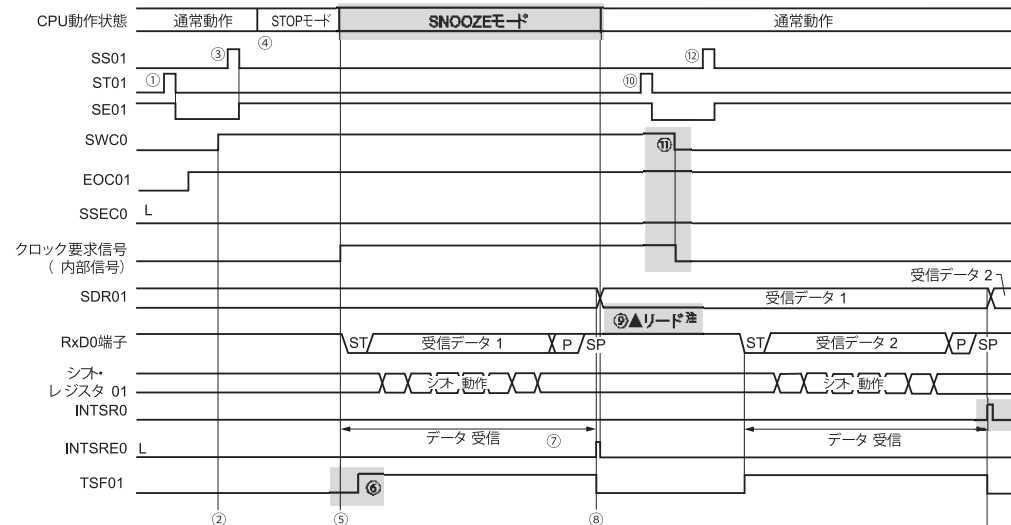 CPU動作状態 通常動作 STOPモード SNOOZEモード 通常動作
④
SS01 ③ ⑫
ST01 ① ⑩
SE01
SWC0 ⑪
EOC01
SSEC0 L
クロック要求信号
( 内部信号)
受信データ 2
SDR01 受信データ 1
⑨▲リード注
RxD0端子 ST 受信データ 1 P SP ST 受信データ 2 P SP
シフト・
レジスタ 01 シフト 動作 シフト 動作
INTSR0
データ 受信 データ 受信
INTSRE0 L ⑦
TSF01 ⑥
② ⑤ ⑧